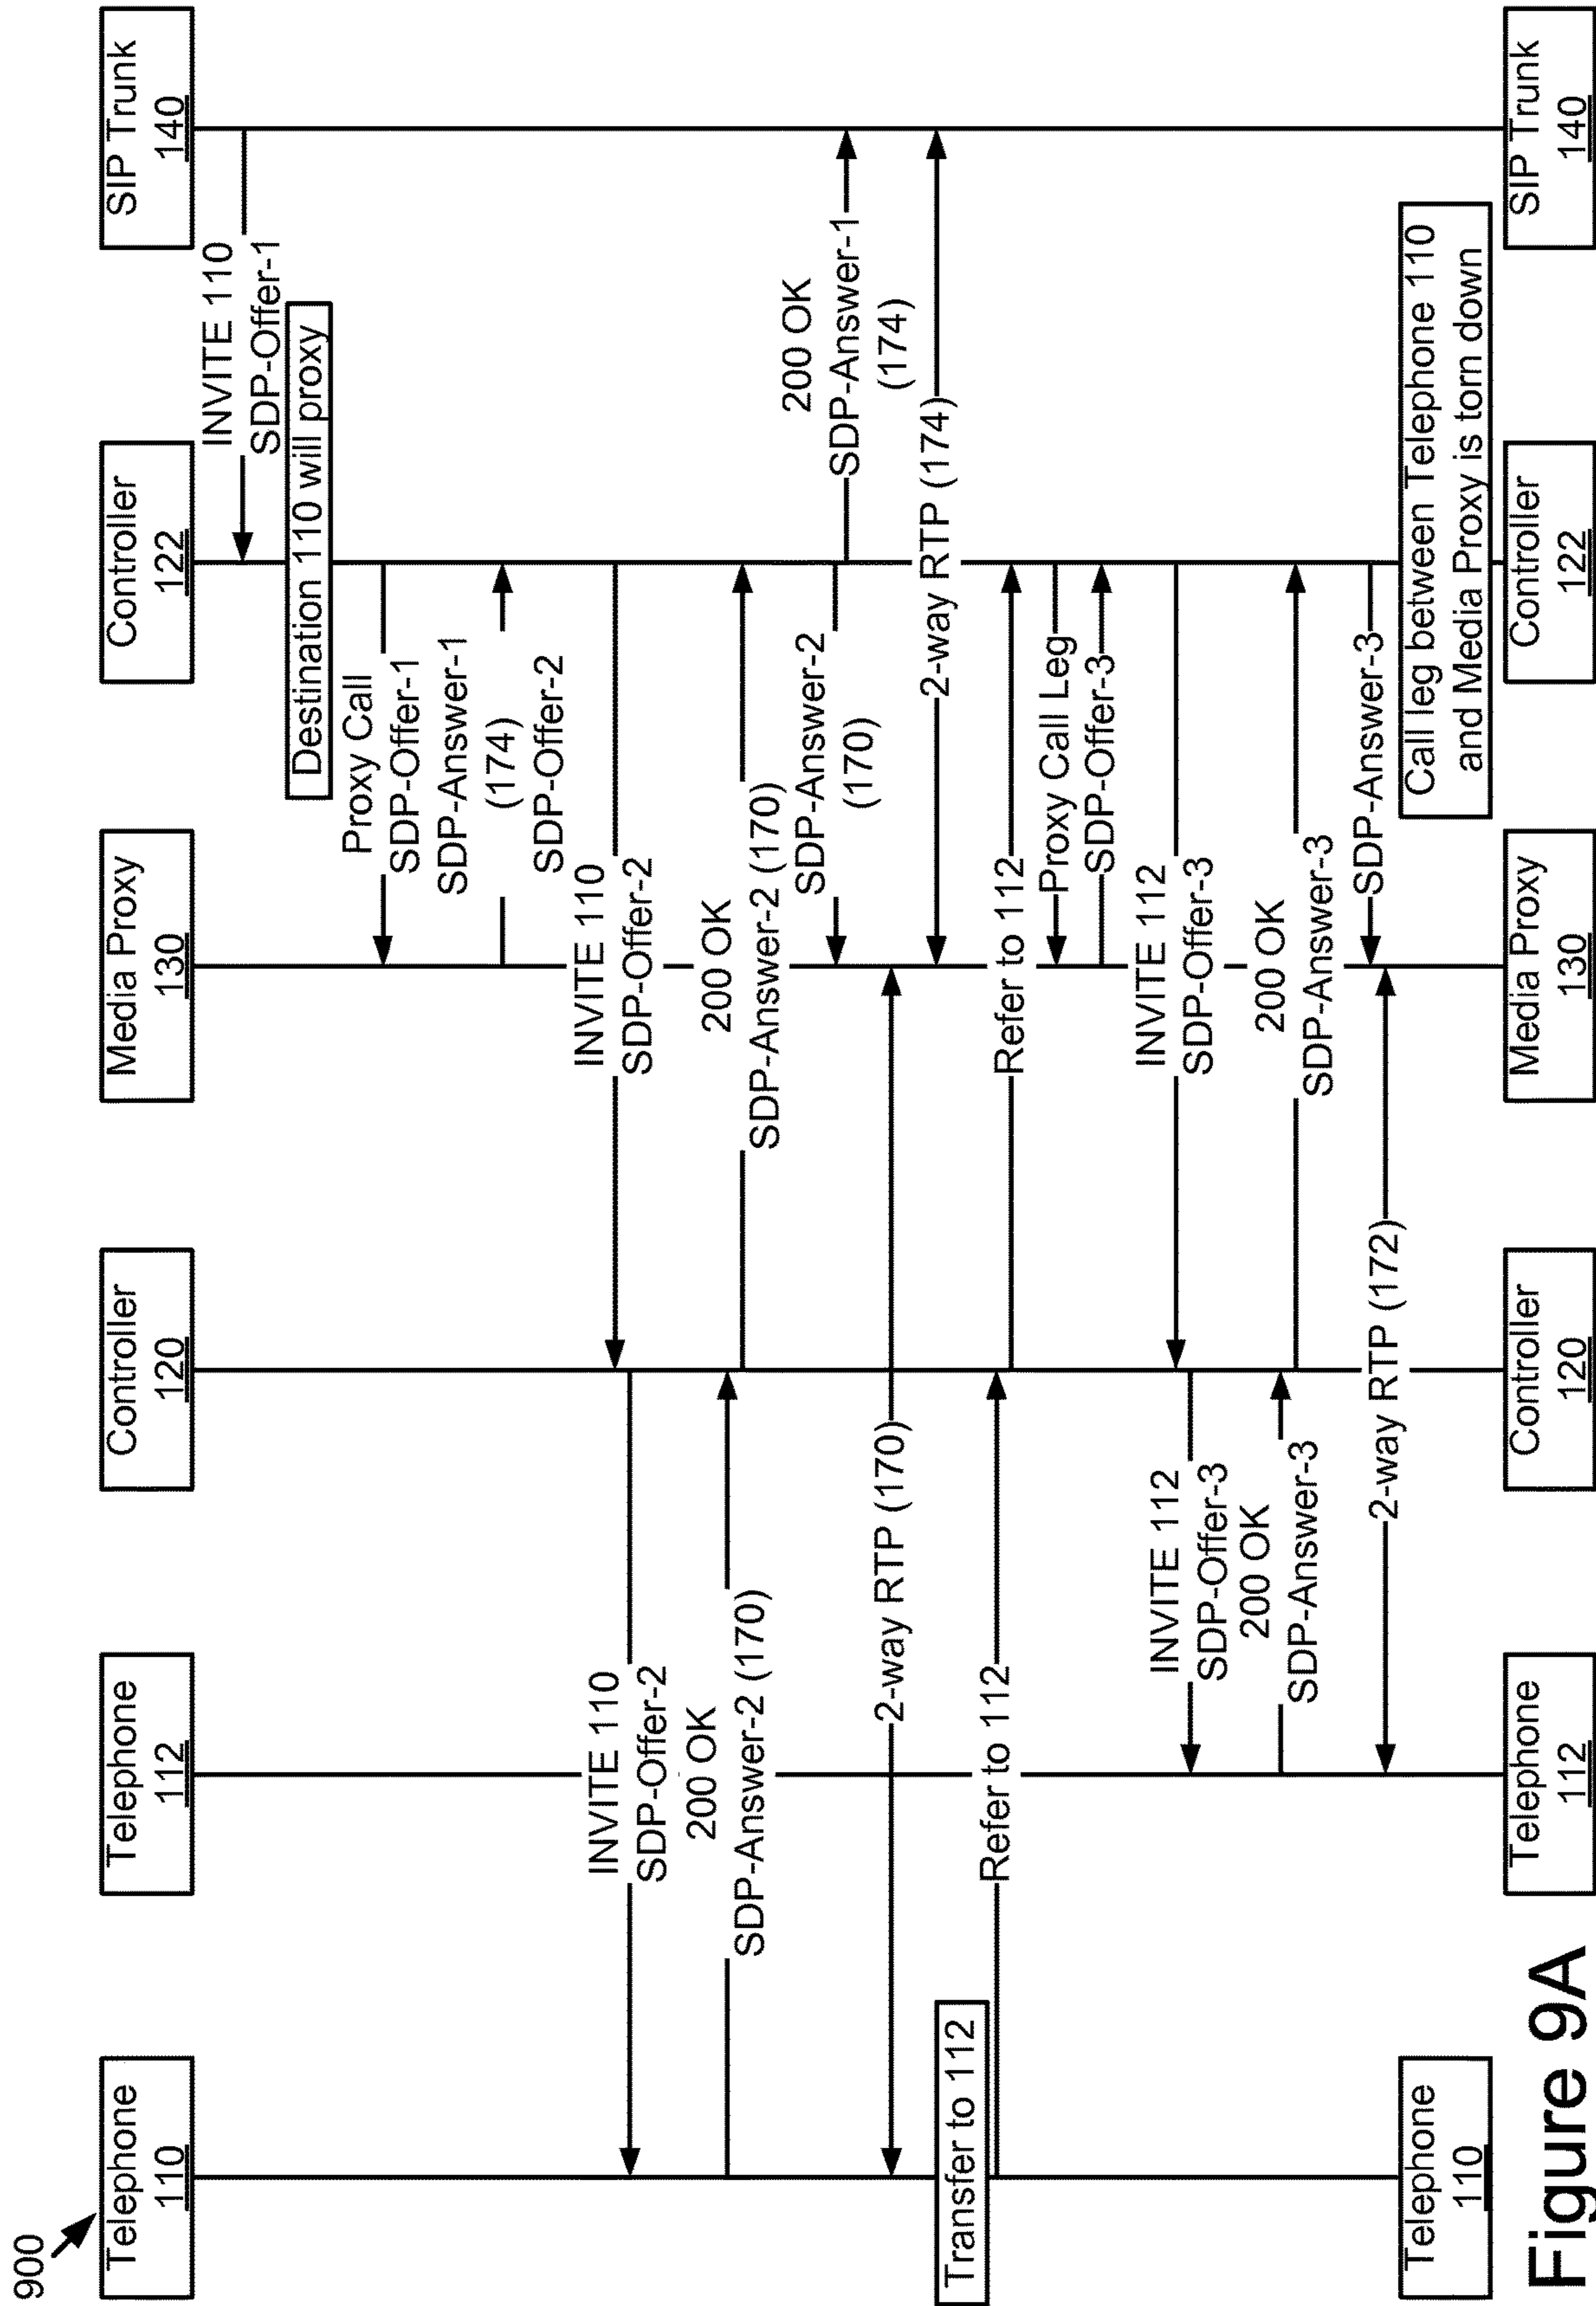 900
Telephone
110
Telephone
112
Controller
120
Media Proxy
130
Controller
122
SIP Trunk
140
INVITE 110
SDP-Offer-1
Destination 110 will proxy
Proxy Call
SDP-Offer-1
SDP-Answer-1
(174)
SDP-Offer-2
INVITE 110
SDP-Offer-2
INVITE 110
SDP-Offer-2
200 OK
SDP-Answer-2 (170)
200 OK
SDP-Answer-2 (170)
200 OK
SDP-Answer-1
(174)
SDP-Answer-2
(170)
2-way RTP (170)
2-way RTP (174)
Transfer to 112
Refer to 112
Refer to 112
Proxy Call Leg
SDP-Offer-3
INVITE 112
SDP-Offer-3
INVITE 112
SDP-Offer-3
200 OK
SDP-Answer-3
200 OK
SDP-Answer-3
SDP-Answer-3
2-way RTP (172)
Call leg between Telephone 110
and Media Proxy is torn down
Telephone
110
Telephone
112
Controller
120
Media Proxy
130
Controller
122
SIP Trunk
140
Figure 9A